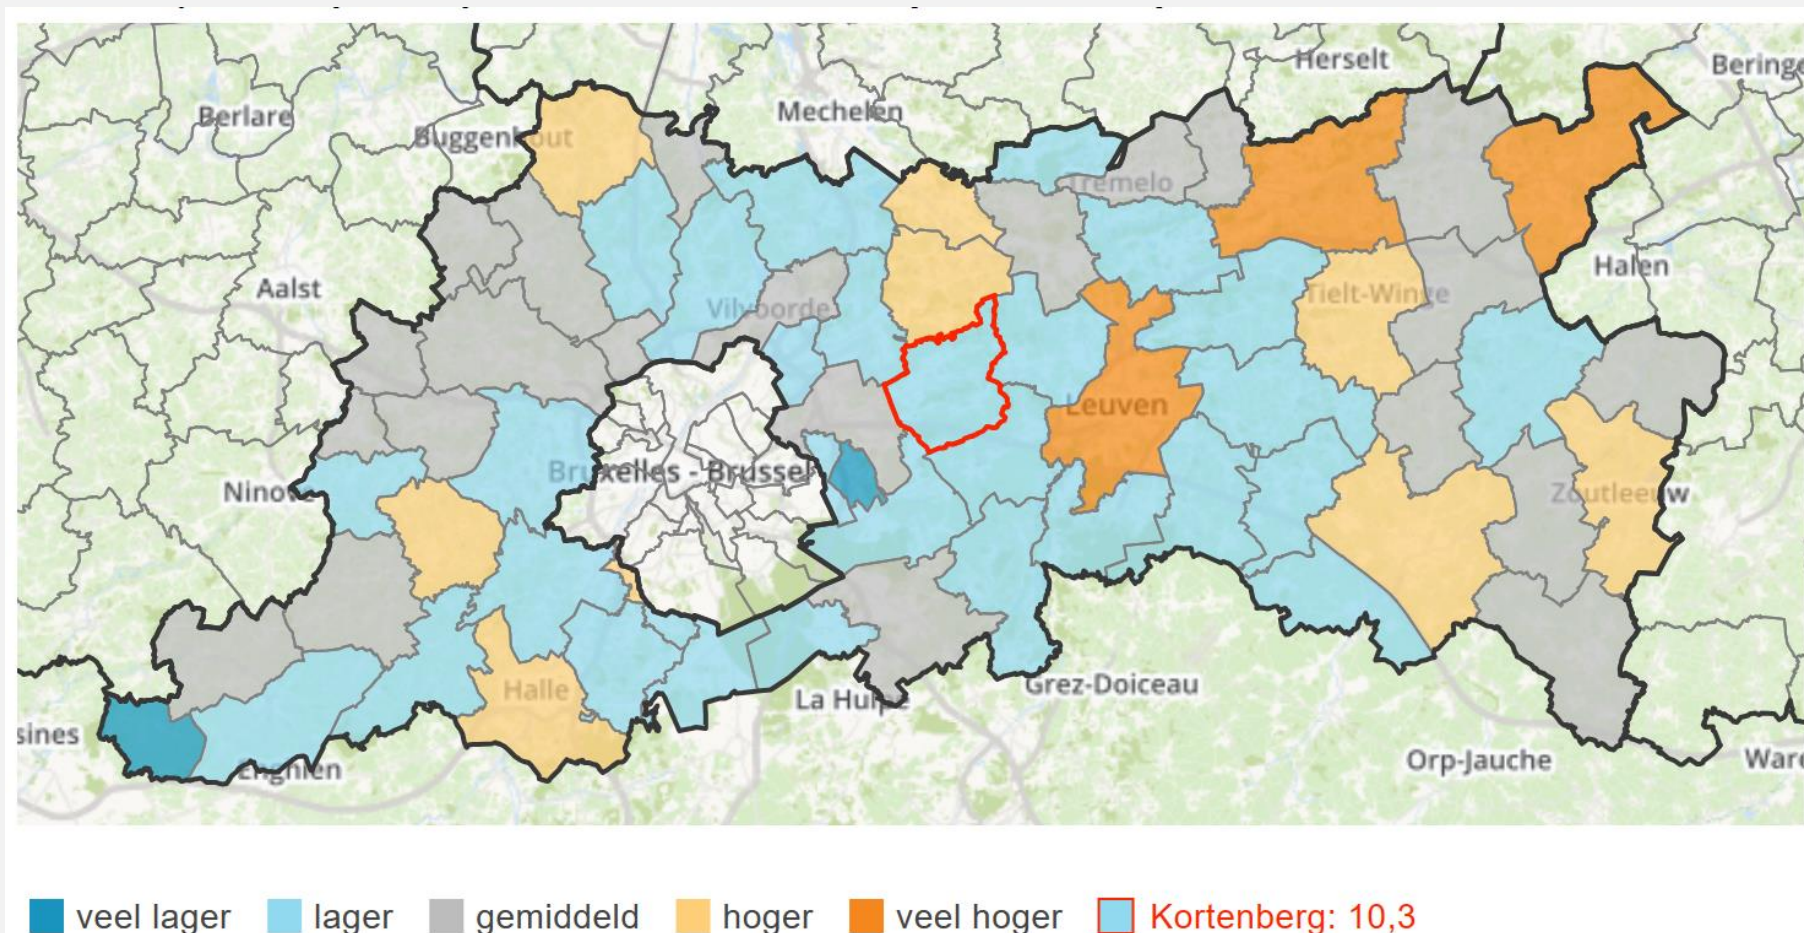 Herselt
Beringe
Berlare
Mechelen
Buggenhout
Tremelo
Halen
Aalst
Tielt-Winge
Vilvoorde
Leuven
Bruxelles - Brussel
Ninove
Zoutleeuw
Halle
Grez-Doiceau
La Hulpe
sines
Enghien
Orp-Jauche
Ware
veel lager lager gemiddeld hoger veel hoger Kortenberg: 10,3